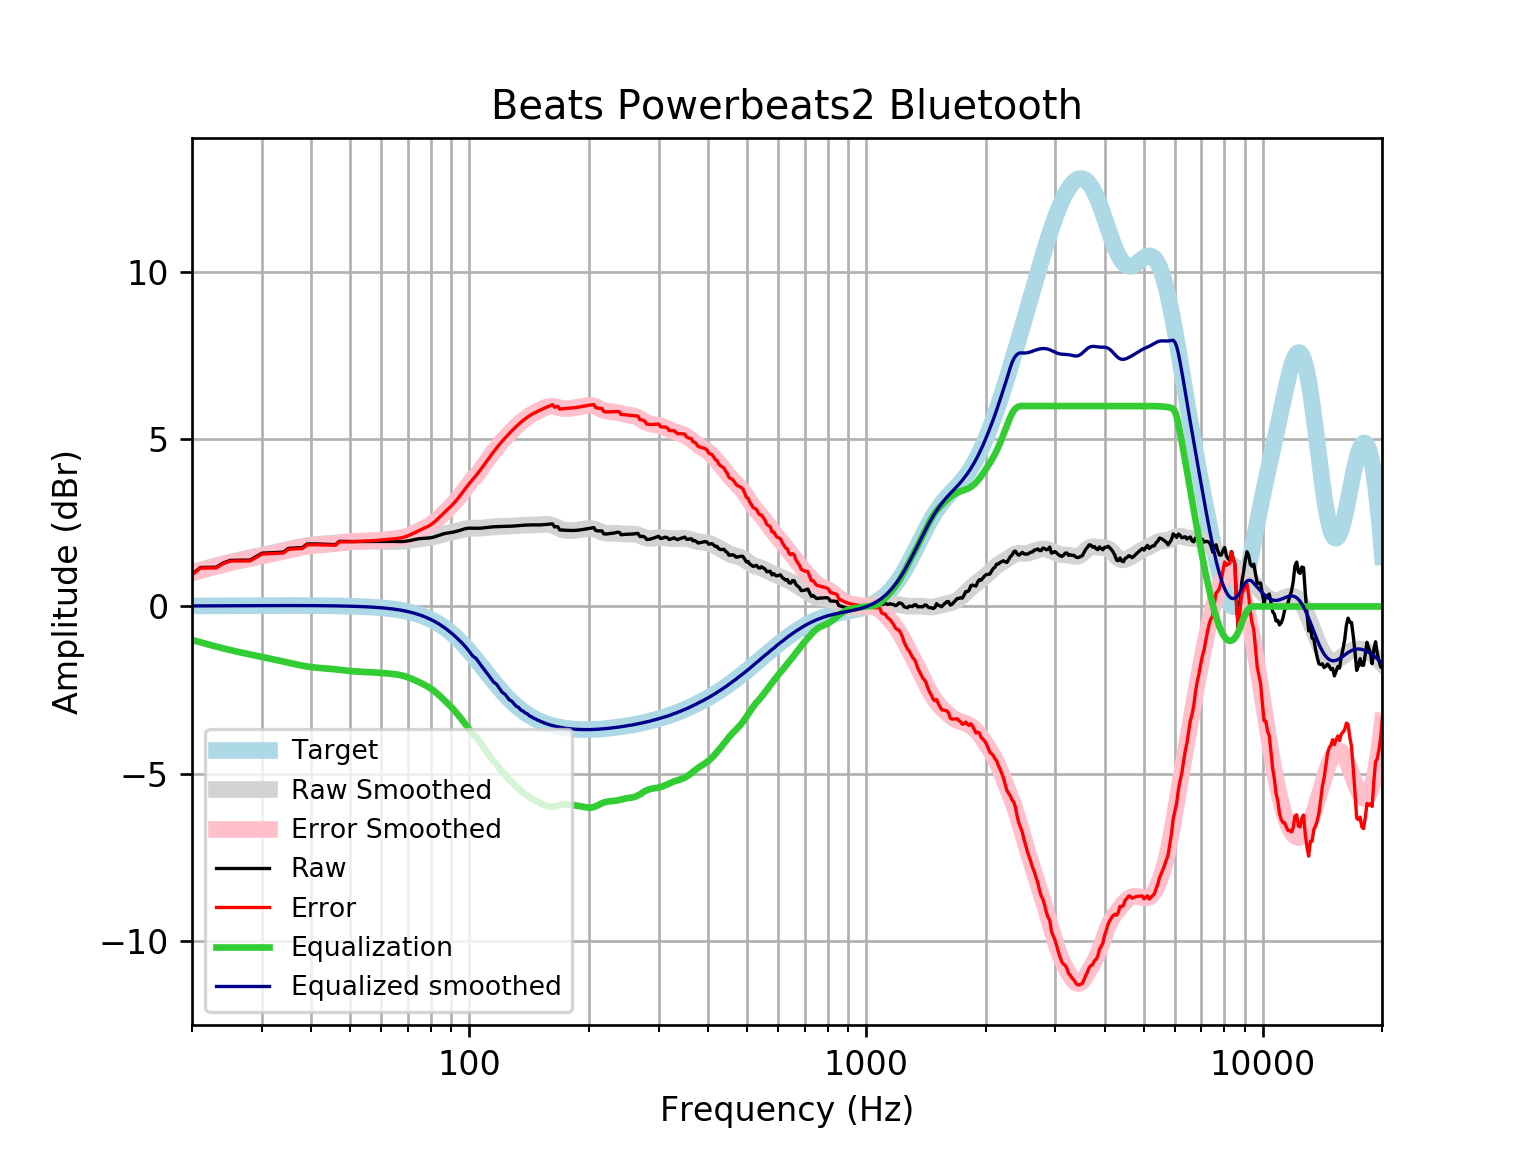 Beats Powerbeats2 Bluetooth
Amplitude (dBr)
10
5
0
−5
−10
Target
Raw Smoothed
Error Smoothed
Raw
Error
Equalization
Equalized smoothed
100 1000 10000
Frequency (Hz)